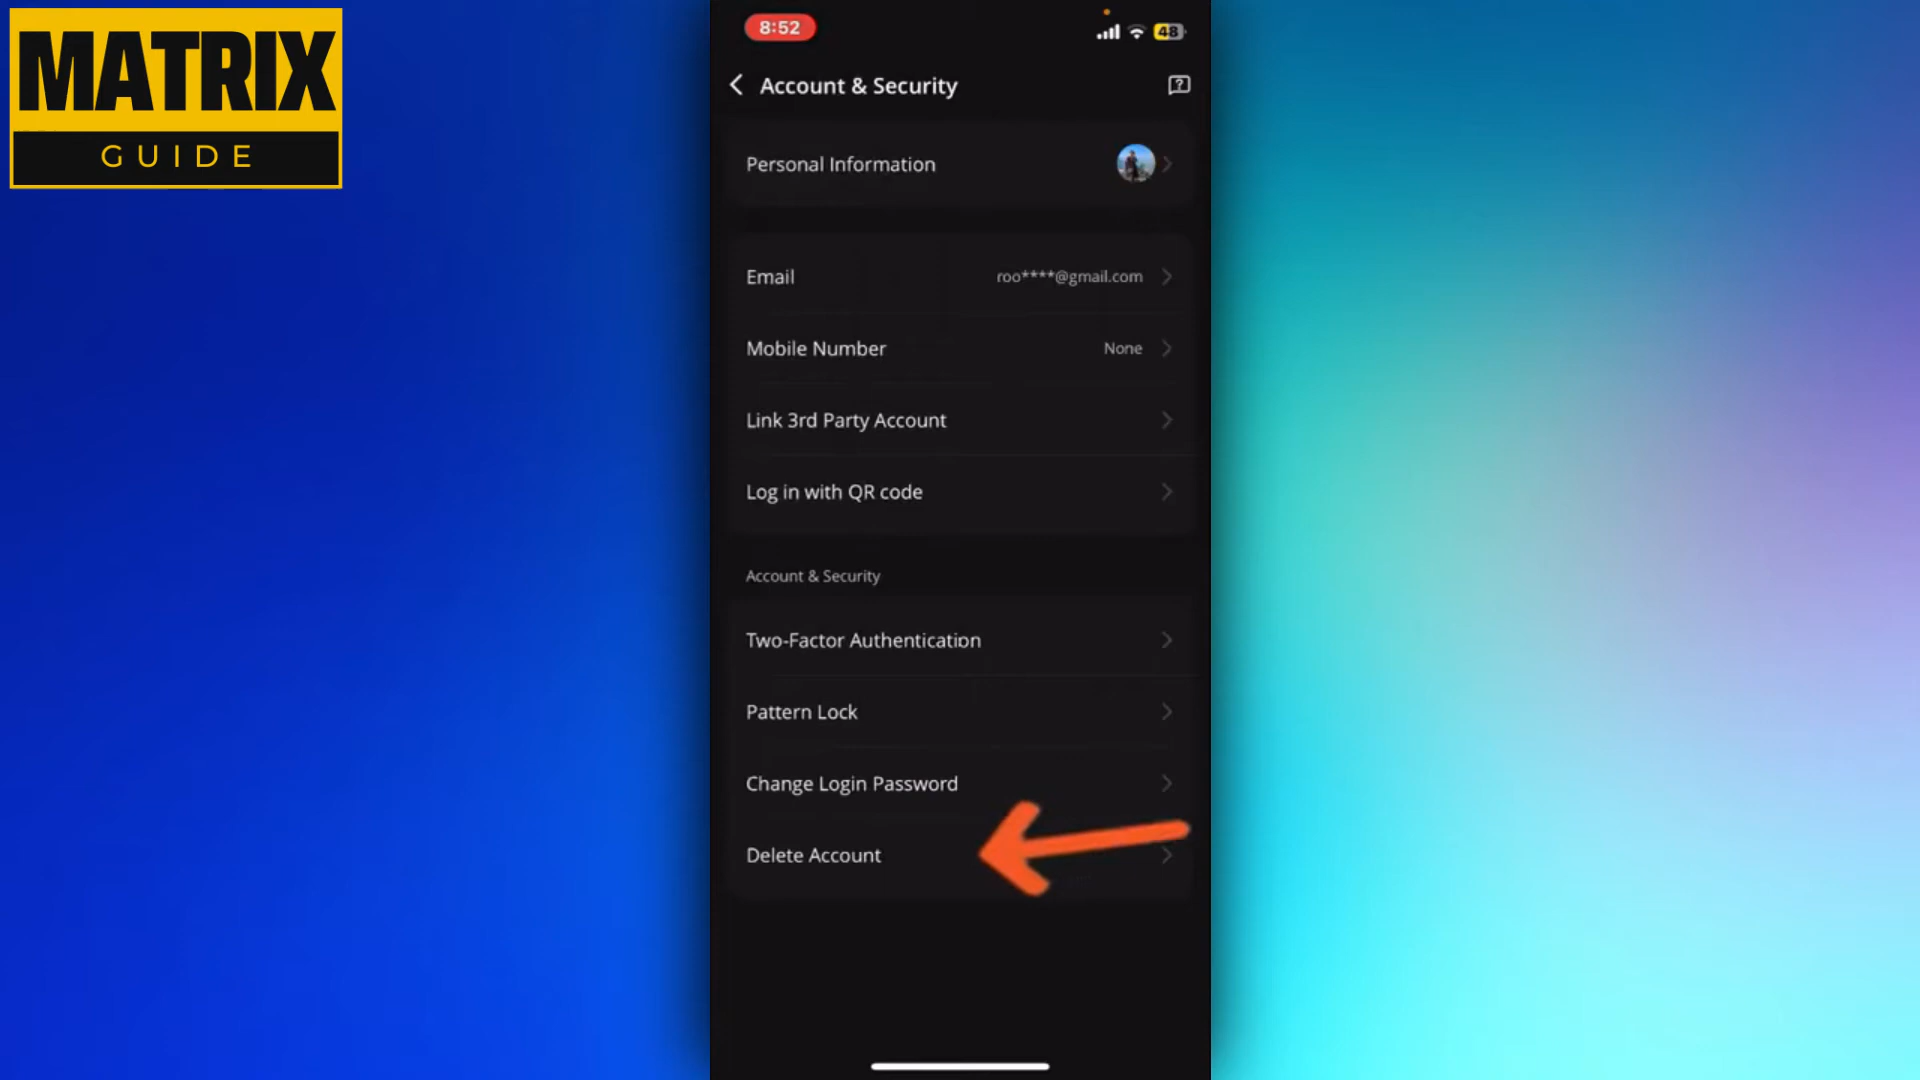 MATRIX
GUIDE
8:52
48
Account & Security
Personal Information
Email
roo****@gmail.com
Mobile Number
None
Link 3rd Party Account
Log in with QR code
Account & Security
Two-Factor Authentication
Pattern Lock
Change Login Password
Delete Account